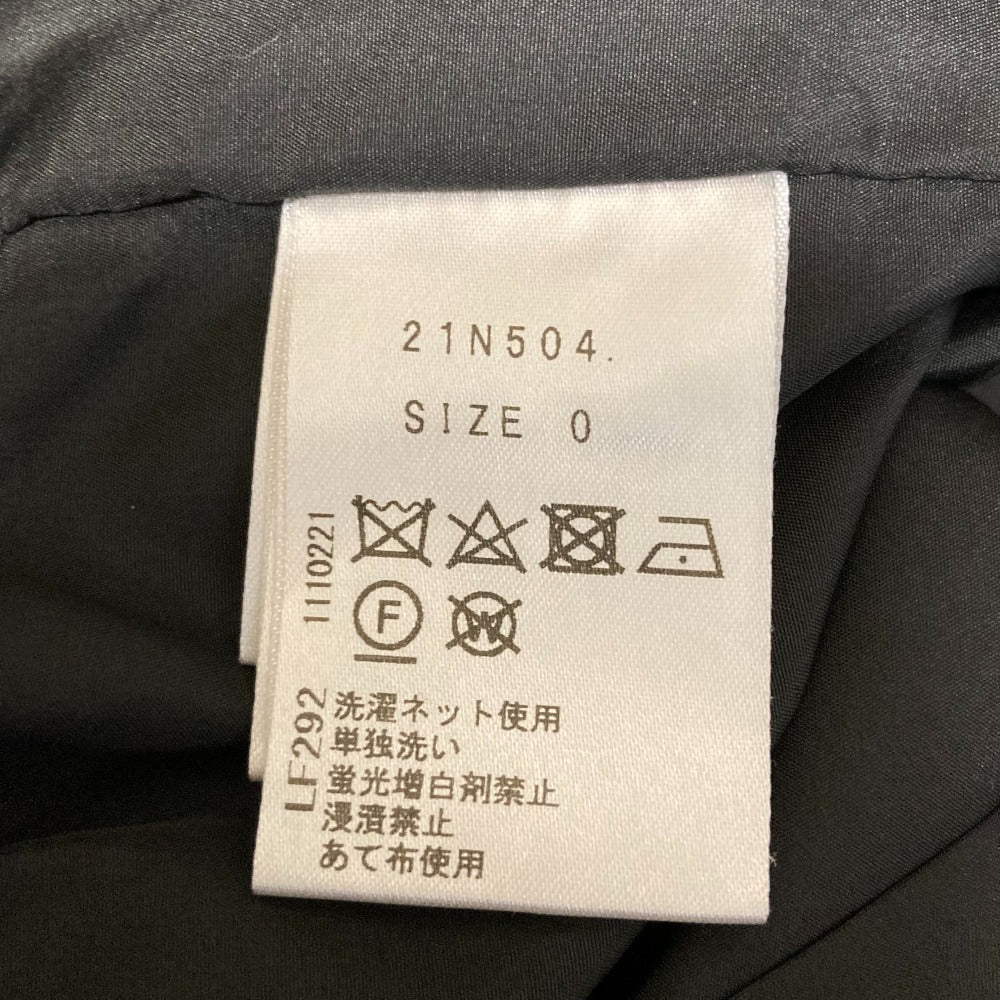 21N504.
SIZE 0
1110221
F
W
LF292
洗濯ネット使用
単独洗い
蛍光増白剤禁止
浸漬禁止
あて布使用